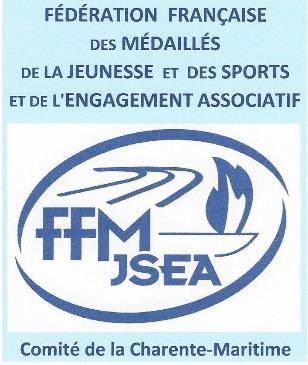 FÉDÉRATION FRANÇAISE
DES MÉDAILLÉS
DE LA JEUNESSE ET DES SPORTS
ET DE L'ENGAGEMENT ASSOCIATIF
FFM
JSEA
Comité de la Charente-Maritime